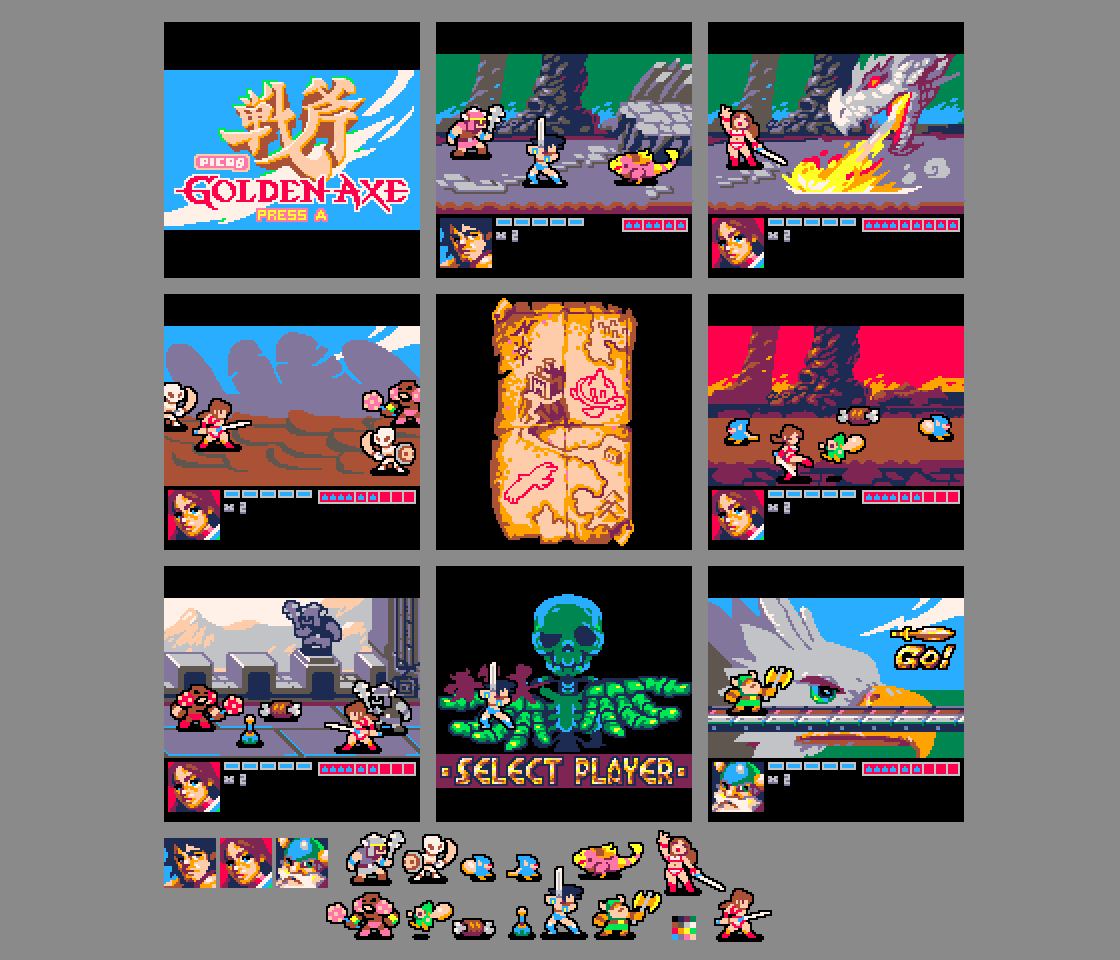 戦斧
PICO8
GOLDEN AXE
PRESS A
GO!
· SELECT PLAYER ·